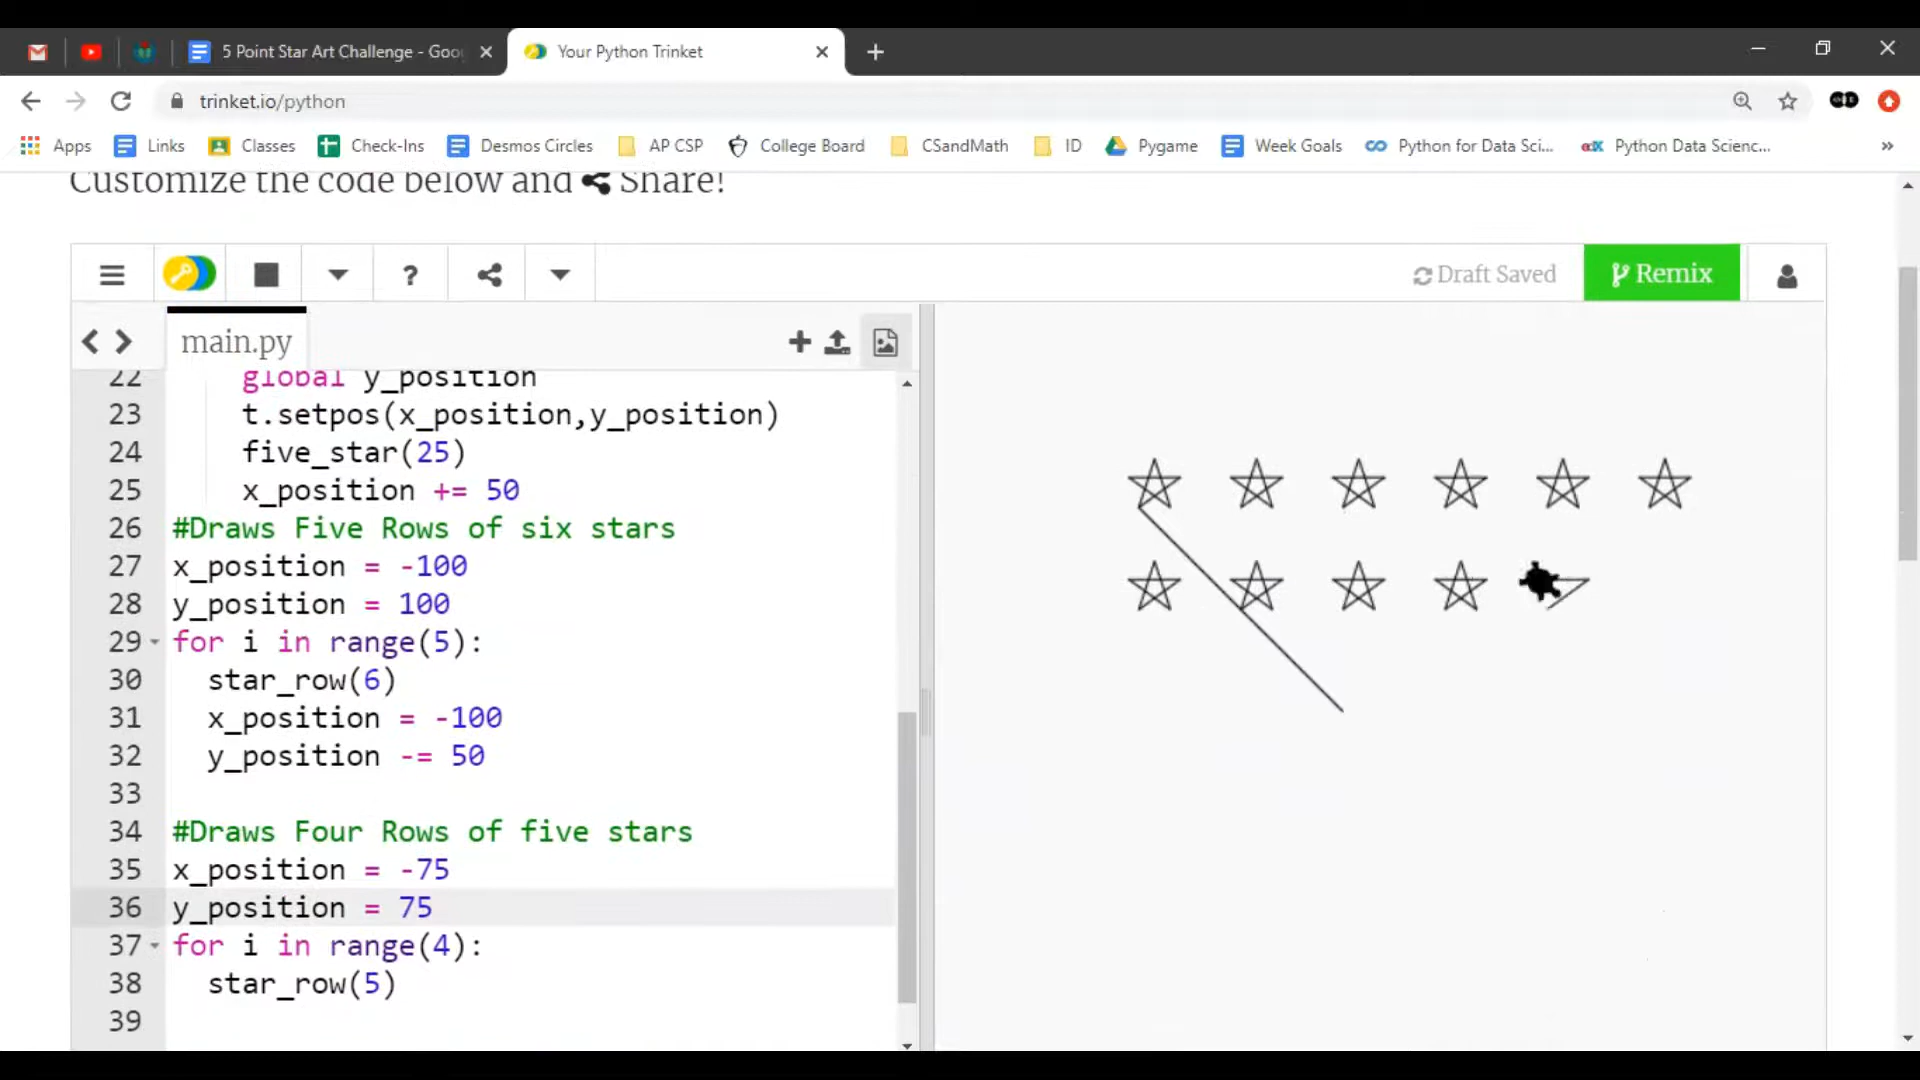 5 Point Star Art Challenge - Goo
Your Python Trinket
trinket.io/python
Apps Links Classes Check-Ins Desmos Circles AP CSP College Board CSandMath ID Pygame Week Goals Python for Data Sci... Python Data Scienc... »
Customize the code below and Share!
? Draft Saved Remix
main.py
22 global y_position
23 t.setpos(x_position,y_position)
24 five_star(25)
25 x_position += 50
26 #Draws Five Rows of six stars
27 x_position = -100
28 y_position = 100
29 for i in range(5):
30 star_row(6)
31 x_position = -100
32 y_position -= 50
33
34 #Draws Four Rows of five stars
35 x_position = -75
36 y_position = 75
37 for i in range(4):
38 star_row(5)
39